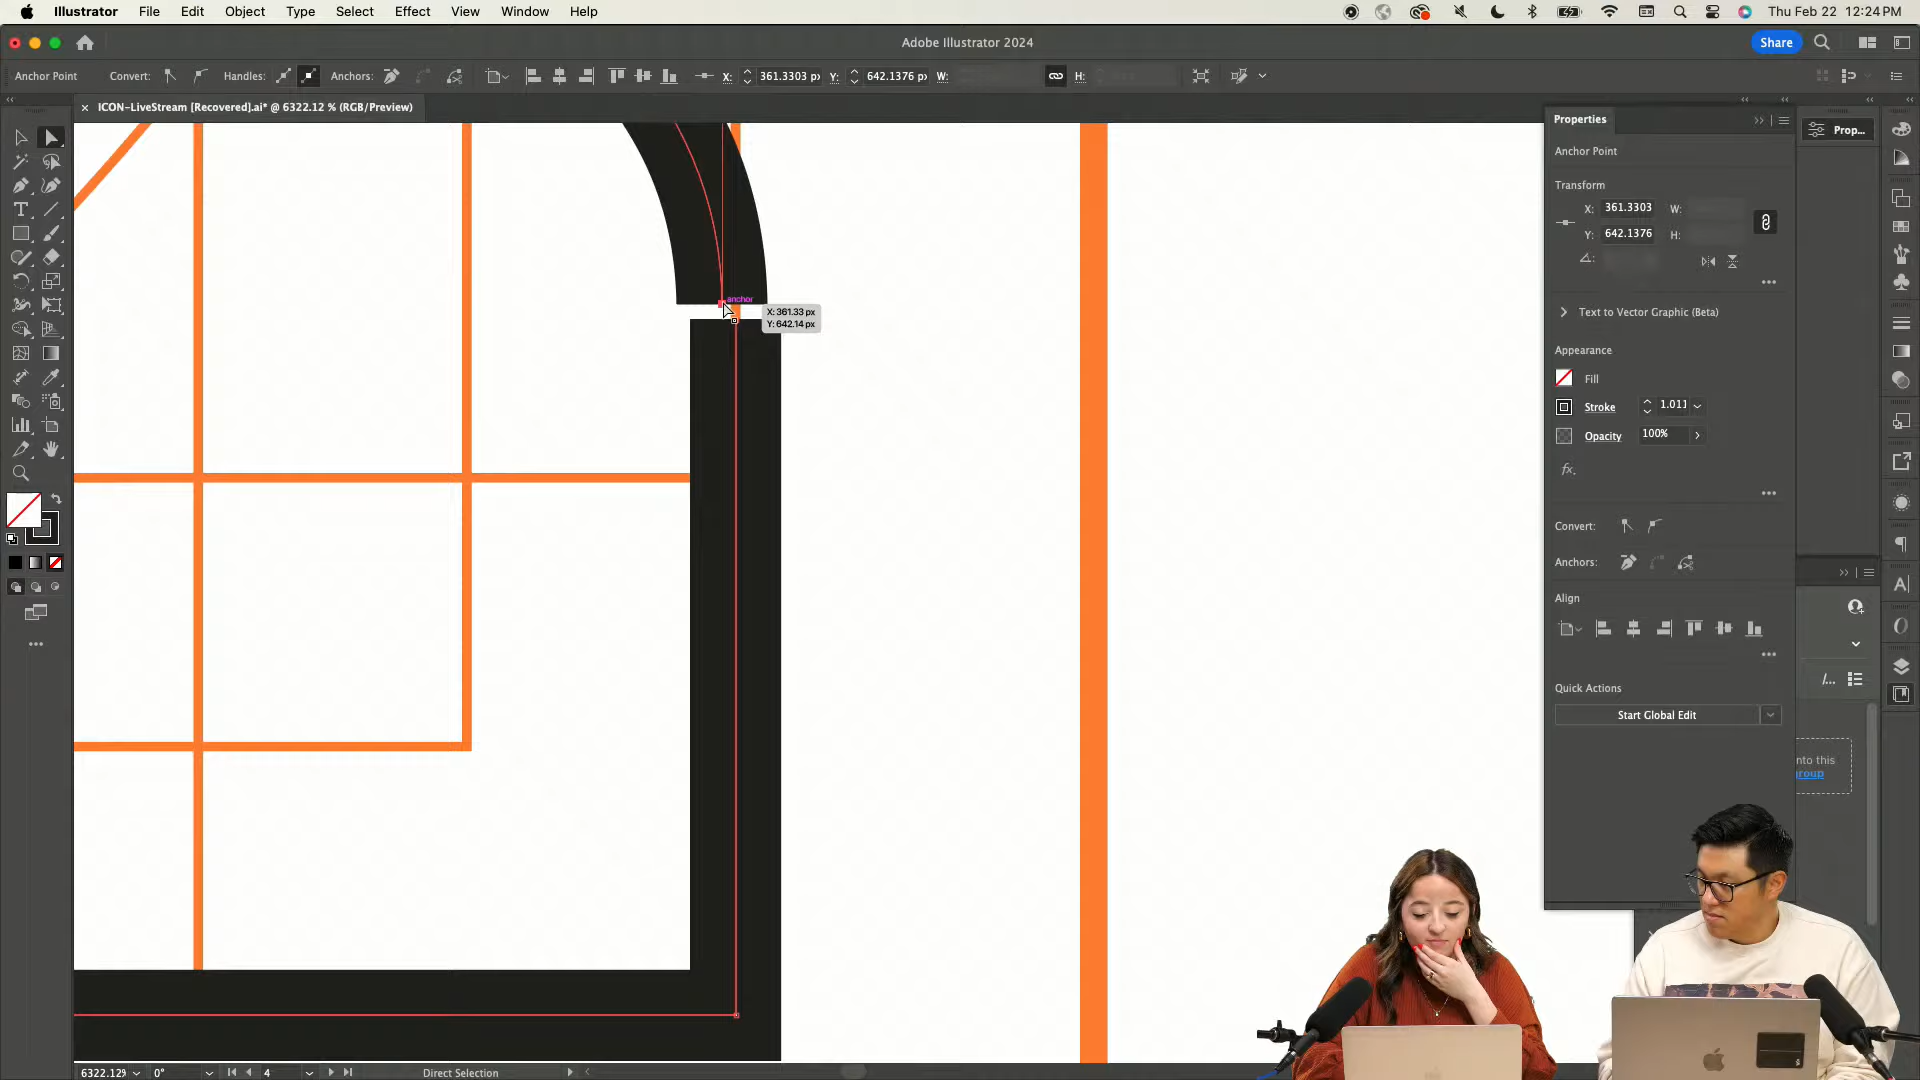 Illustrator File Edit Object Type Select Effect View Window Help
Thu Feb 22 12:24 PM
Adobe Illustrator 2024
Share
Anchor Point Convert: Handles: Anchors: X: 361.3303 px Y: 642.1376 px W: H:
ICON-LiveStream [Recovered].ai* @ 6322.12 % (RGB/Preview)
anchor
X: 361.33 px
Y: 642.14 px
Properties
Prop...
Anchor Point
Transform
X: 361.3303 W:
Y: 642.1376 H:
Text to Vector Graphic (Beta)
Appearance
Fill
Stroke 1.011
Opacity 100%
fx.
Convert:
Anchors:
Align
Quick Actions
Start Global Edit
nto this
group
6322.12% 0° 4 Direct Selection